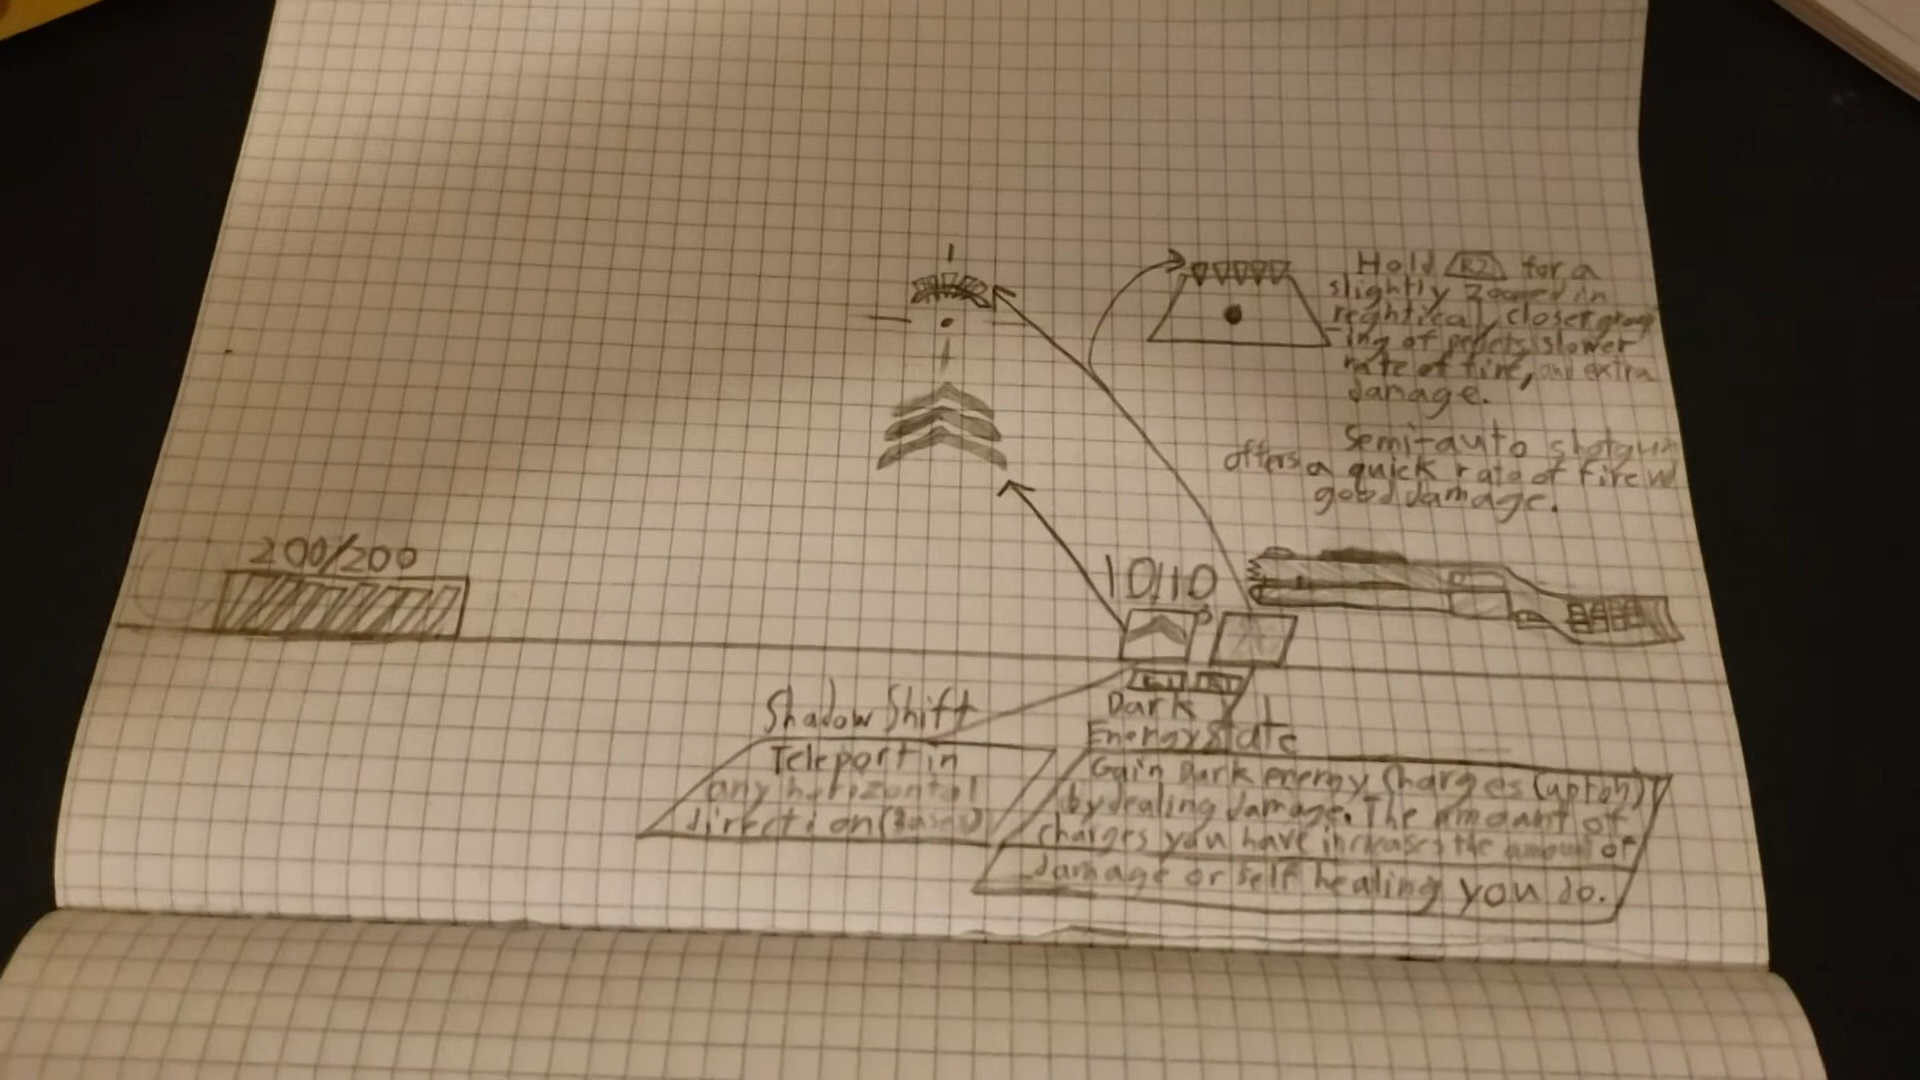 Hold R2 for a
slightly zoomed in
reghtical, closer group
ing of pellets, slower
rate of fire, and extra
damage.
Semi-auto shotgun
offers a quick rate of fire w
good damage.
200/200
10/10
Shadow Shift
Teleport in
any horizontal
direction
Dark
Energy State
Gain Dark energy Charges (upto
by dealing damage. The amount of
charges you have increases the amount of
damage or self healing you do.